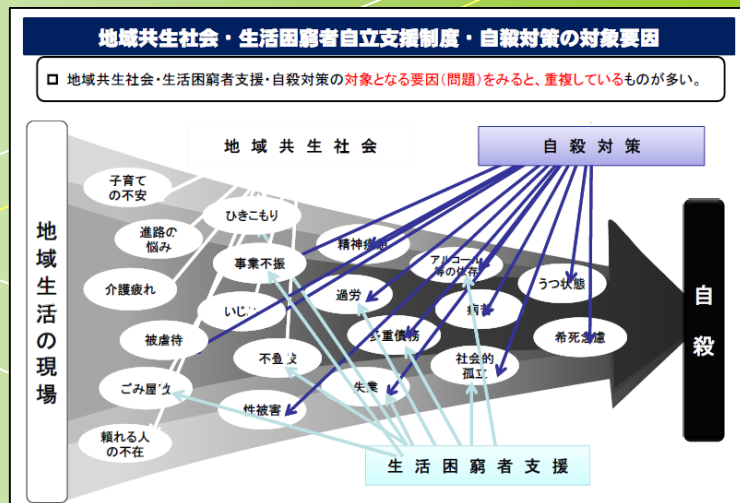 地域共生社会・生活困窮者自立支援制度・自殺対策の対象要因
□ 地域共生社会・生活困窮者支援・自殺対策の対象となる要因(問題)をみると、重複しているものが多い。
地域共生社会
自殺対策
地域生活の現場
子育て
の不安
進路の
悩み
介護疲れ
被虐待
ごみ屋敷
頼れる人
の不在
ひきこもり
事業不振
いじめ
不登校
性被害
精神疾患
過労
多重債務
失業
アルコール
等の依存
病苦
社会的
孤立
うつ状態
希死念慮
自殺
生活困窮者支援